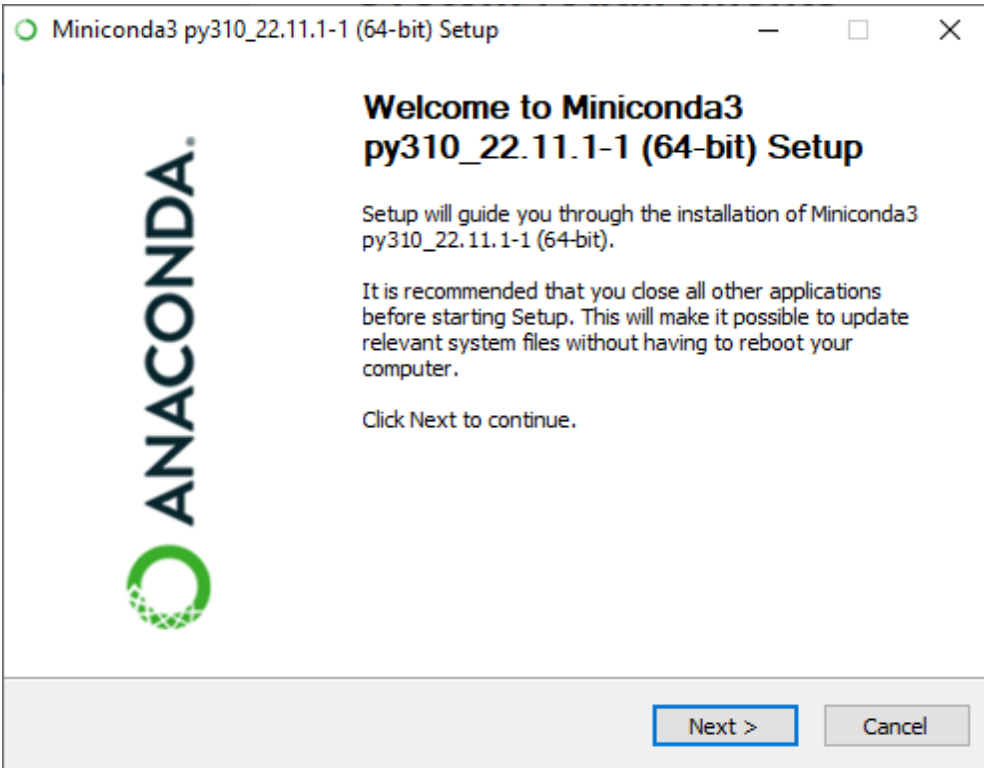 Miniconda3 py310_22.11.1-1 (64-bit) Setup
ANACONDA.
Welcome to Miniconda3
py310_22.11.1-1 (64-bit) Setup
Setup will guide you through the installation of Miniconda3
py310_22.11.1-1 (64-bit).
It is recommended that you close all other applications
before starting Setup. This will make it possible to update
relevant system files without having to reboot your
computer.
Click Next to continue.
Next >
Cancel